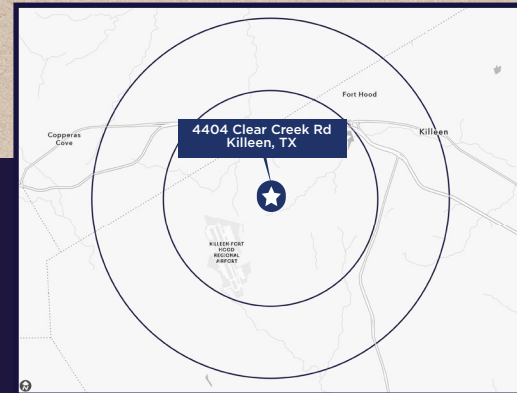 Fort Hood
4404 Clear Creek Rd
Killeen, TX
Copperas
Cove
Killeen
KILLEEN-FORT
HOOD
REGIONAL
AIRPORT